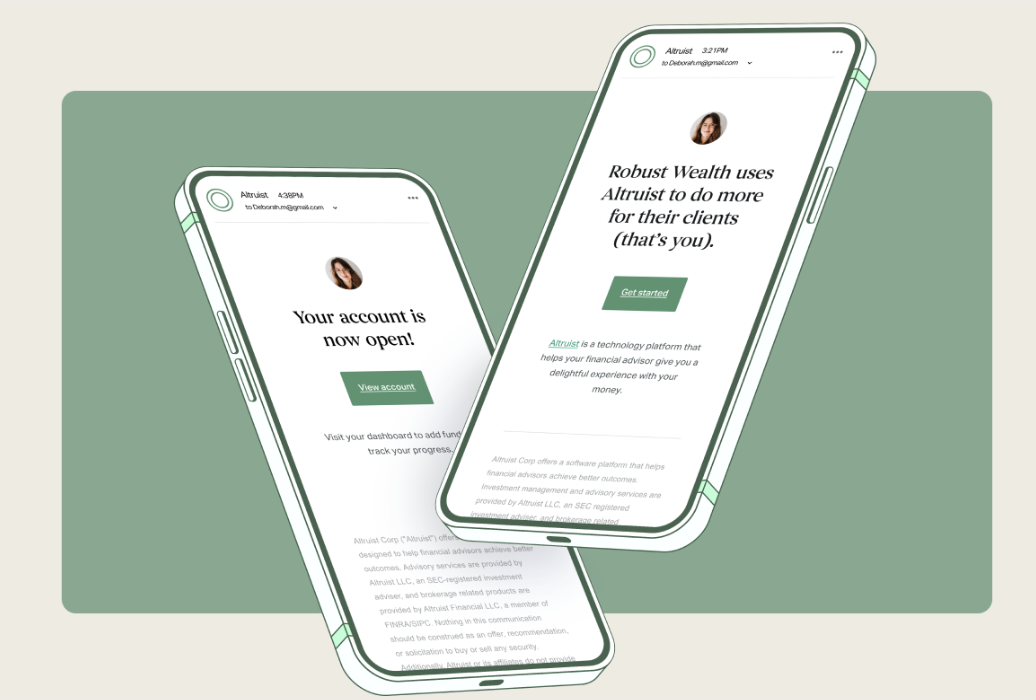 Altruist 4:38PM
to Deborah.m@gmail.com
Your account is
now open!
View account
Visit your dashboard to add
track your progress.
Altruist Corp ("Altruist")
designed to help financial advisors achieve better
outcomes. Advisory services are provided by
Altruist LLC, an SEC-registered investment
adviser, and brokerage related products are
provided by Altruist Financial LLC, a member of
FINRA/SIPC. Nothing in this communication
should be construed as an offer, recommendation,
or solicitation to buy or sell any security.
Additionally, Altruist or its affiliates do not provide
Altruist 3:21PM
to Deborah.m@gmail.com
Robust Wealth uses
Altruist to do more
for their clients
(that's you).
Get started
Altruist is a technology platform that
helps your financial advisor give you a
delightful experience with your
money.
Altruist Corp offers a software platform that helps
financial advisors achieve better outcomes.
Investment management and advisory services are
provided by Altruist LLC, an SEC registered
investment adviser, and brokerage related